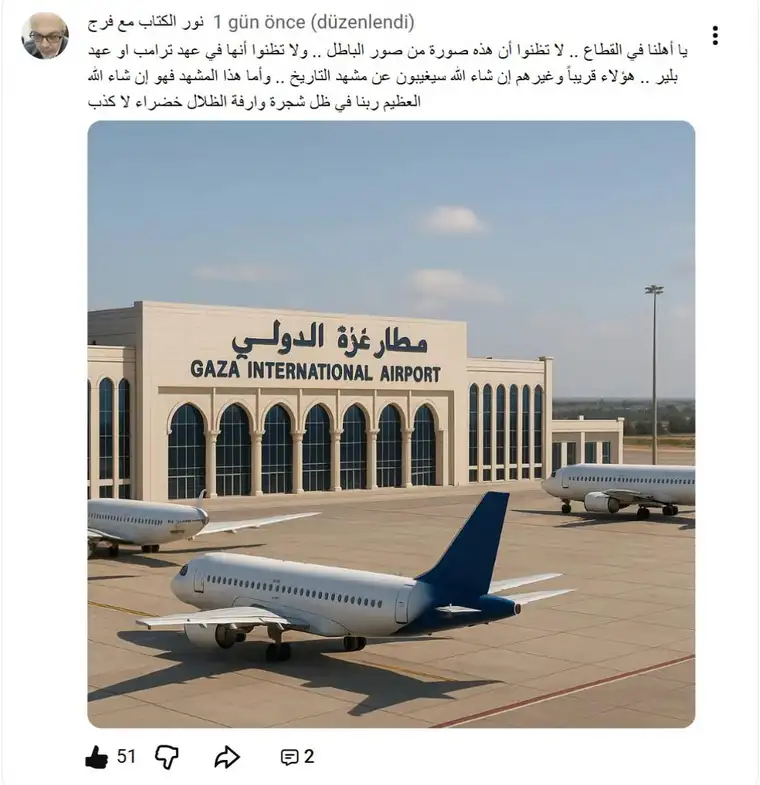 نور الكتاب مع فرج 1 gün önce (düzenlendi)
يا أهلنا في القطاع .. لا تظنوا أن هذه صورة من صور الباطل .. ولا تظنوا أنها في عهد ترامب او عهد
بلير .. هؤلاء قريباً وغيرهم إن شاء الله سيغيبون عن مشهد التاريخ .. وأما هذا المشهد فهو إن شاء الله
العظيم ربنا في ظل شجرة وارفة الظلال خضراء لا كذب
مطار غزة الدولي
GAZA INTERNATIONAL AIRPORT
51 2